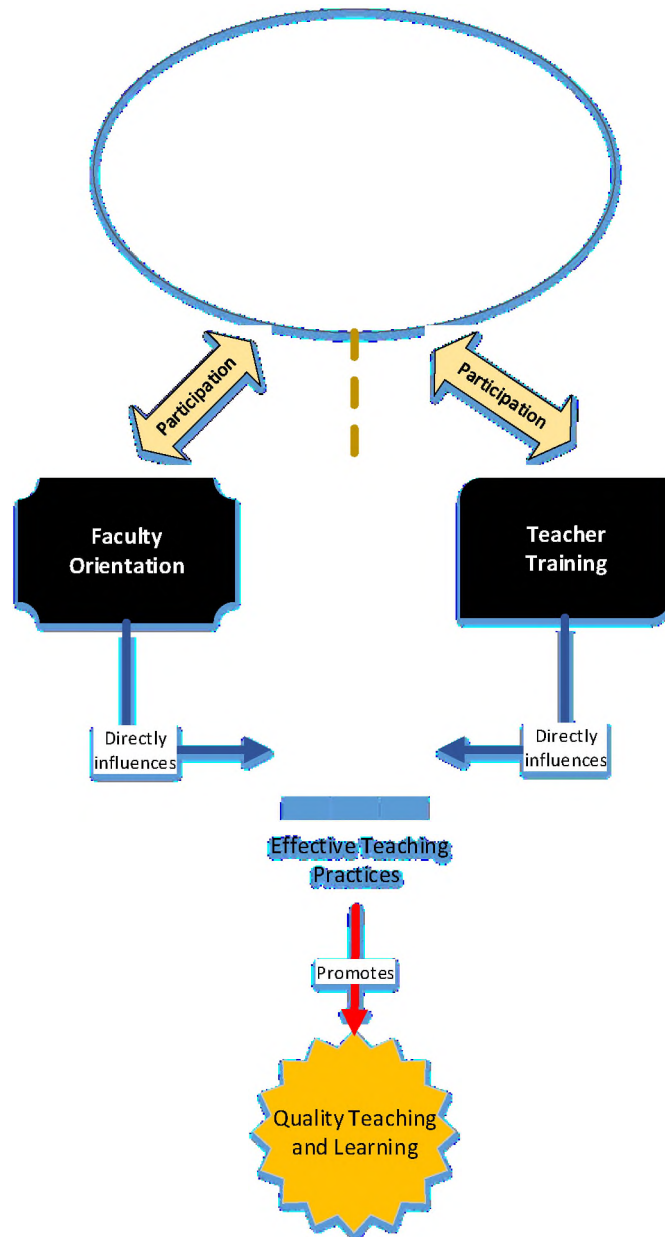 Participation
Participation
Faculty
Orientation
Teacher
Training
Directly
influences
Directly
influences
Effective Teaching
Practices
Promotes
Quality Teaching
and Learning